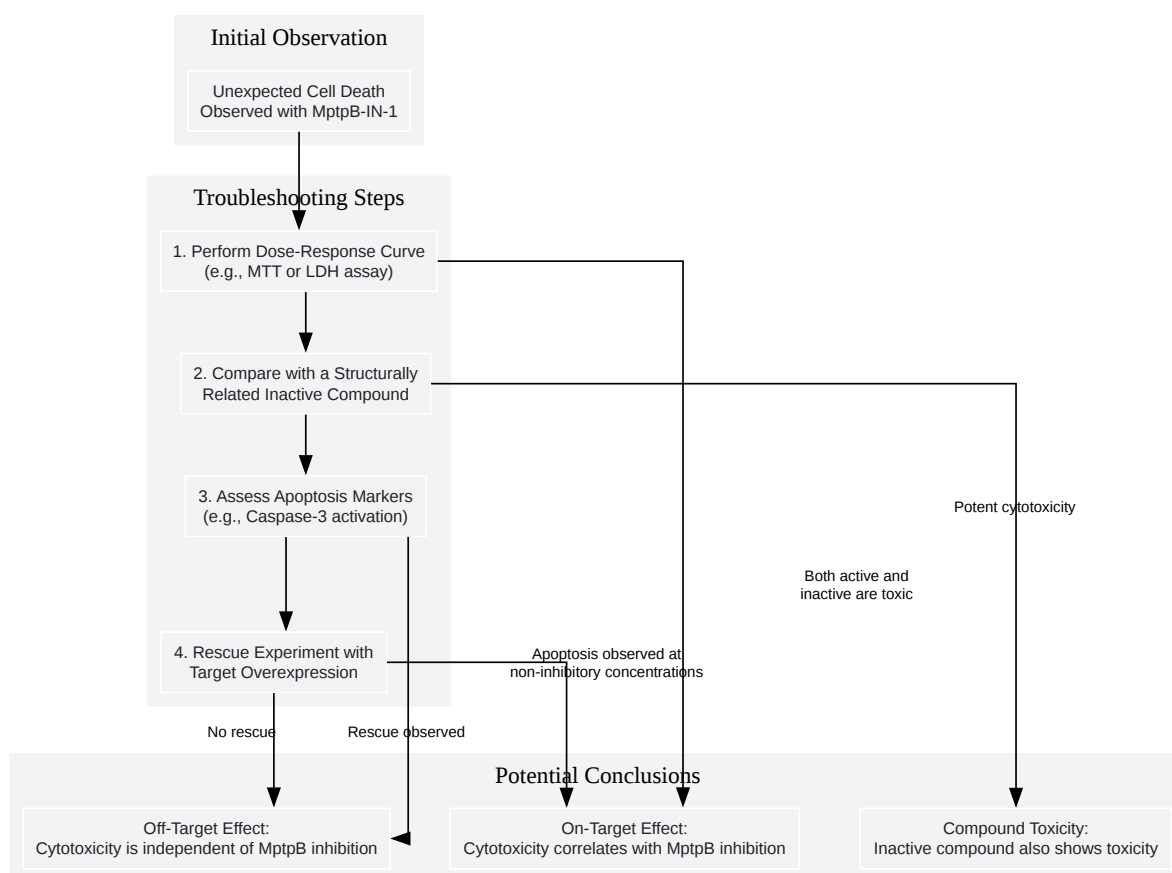 Initial Observation
Unexpected Cell Death
Observed with MptpB-IN-1
Troubleshooting Steps
1. Perform Dose-Response Curve
(e.g., MTT or LDH assay)
2. Compare with a Structurally
Related Inactive Compound
3. Assess Apoptosis Markers
(e.g., Caspase-3 activation)
Potent cytotoxicity
Both active and
inactive are toxic
4. Rescue Experiment with
Target Overexpression
Apoptosis observed at
non-inhibitory concentrations
No rescue
Rescue observed
Potential Conclusions
Off-Target Effect:
Cytotoxicity is independent of MptpB inhibition
On-Target Effect:
Cytotoxicity correlates with MptpB inhibition
Compound Toxicity:
Inactive compound also shows toxicity